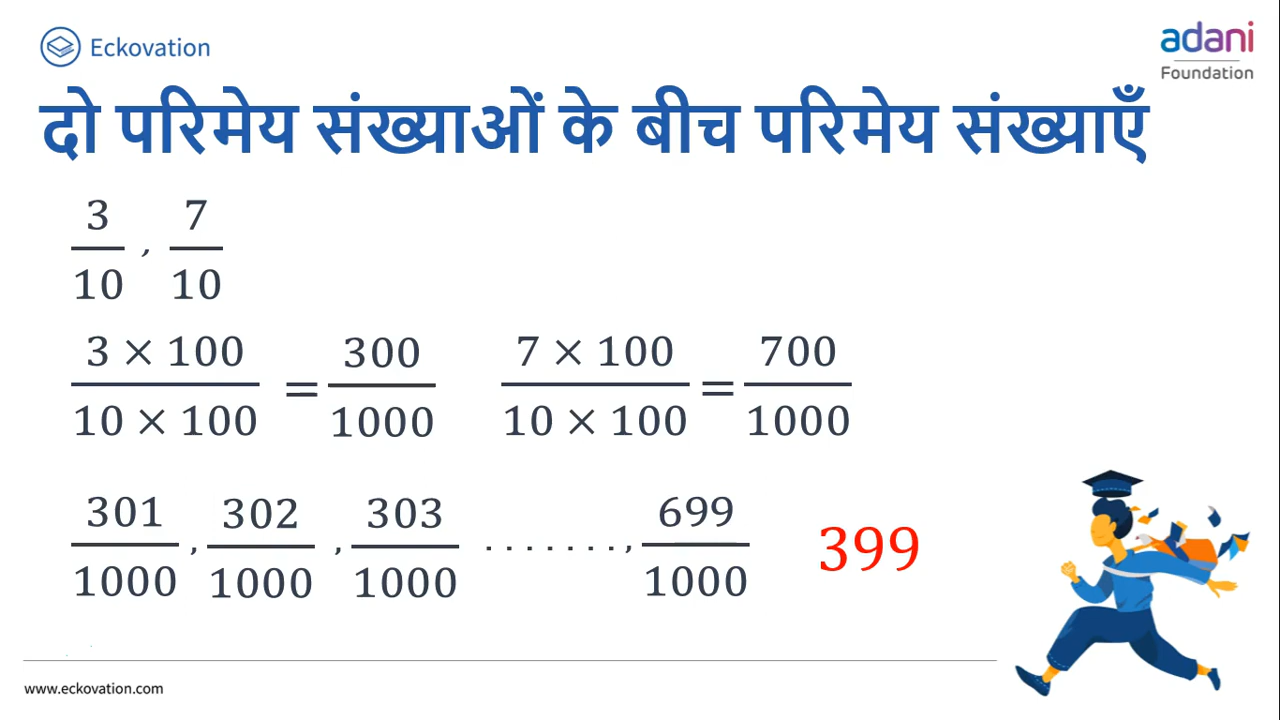 Eckovation
adani
Foundation
दो परिमेय संख्याओं के बीच परिमेय संख्याएँ
3/10 , 7/10
3 × 100/10 × 100 = 300/1000 7 × 100/10 × 100 = 700/1000
301/1000 , 302/1000 , 303/1000 . . . . . . . , 699/1000 399
www.eckovation.com